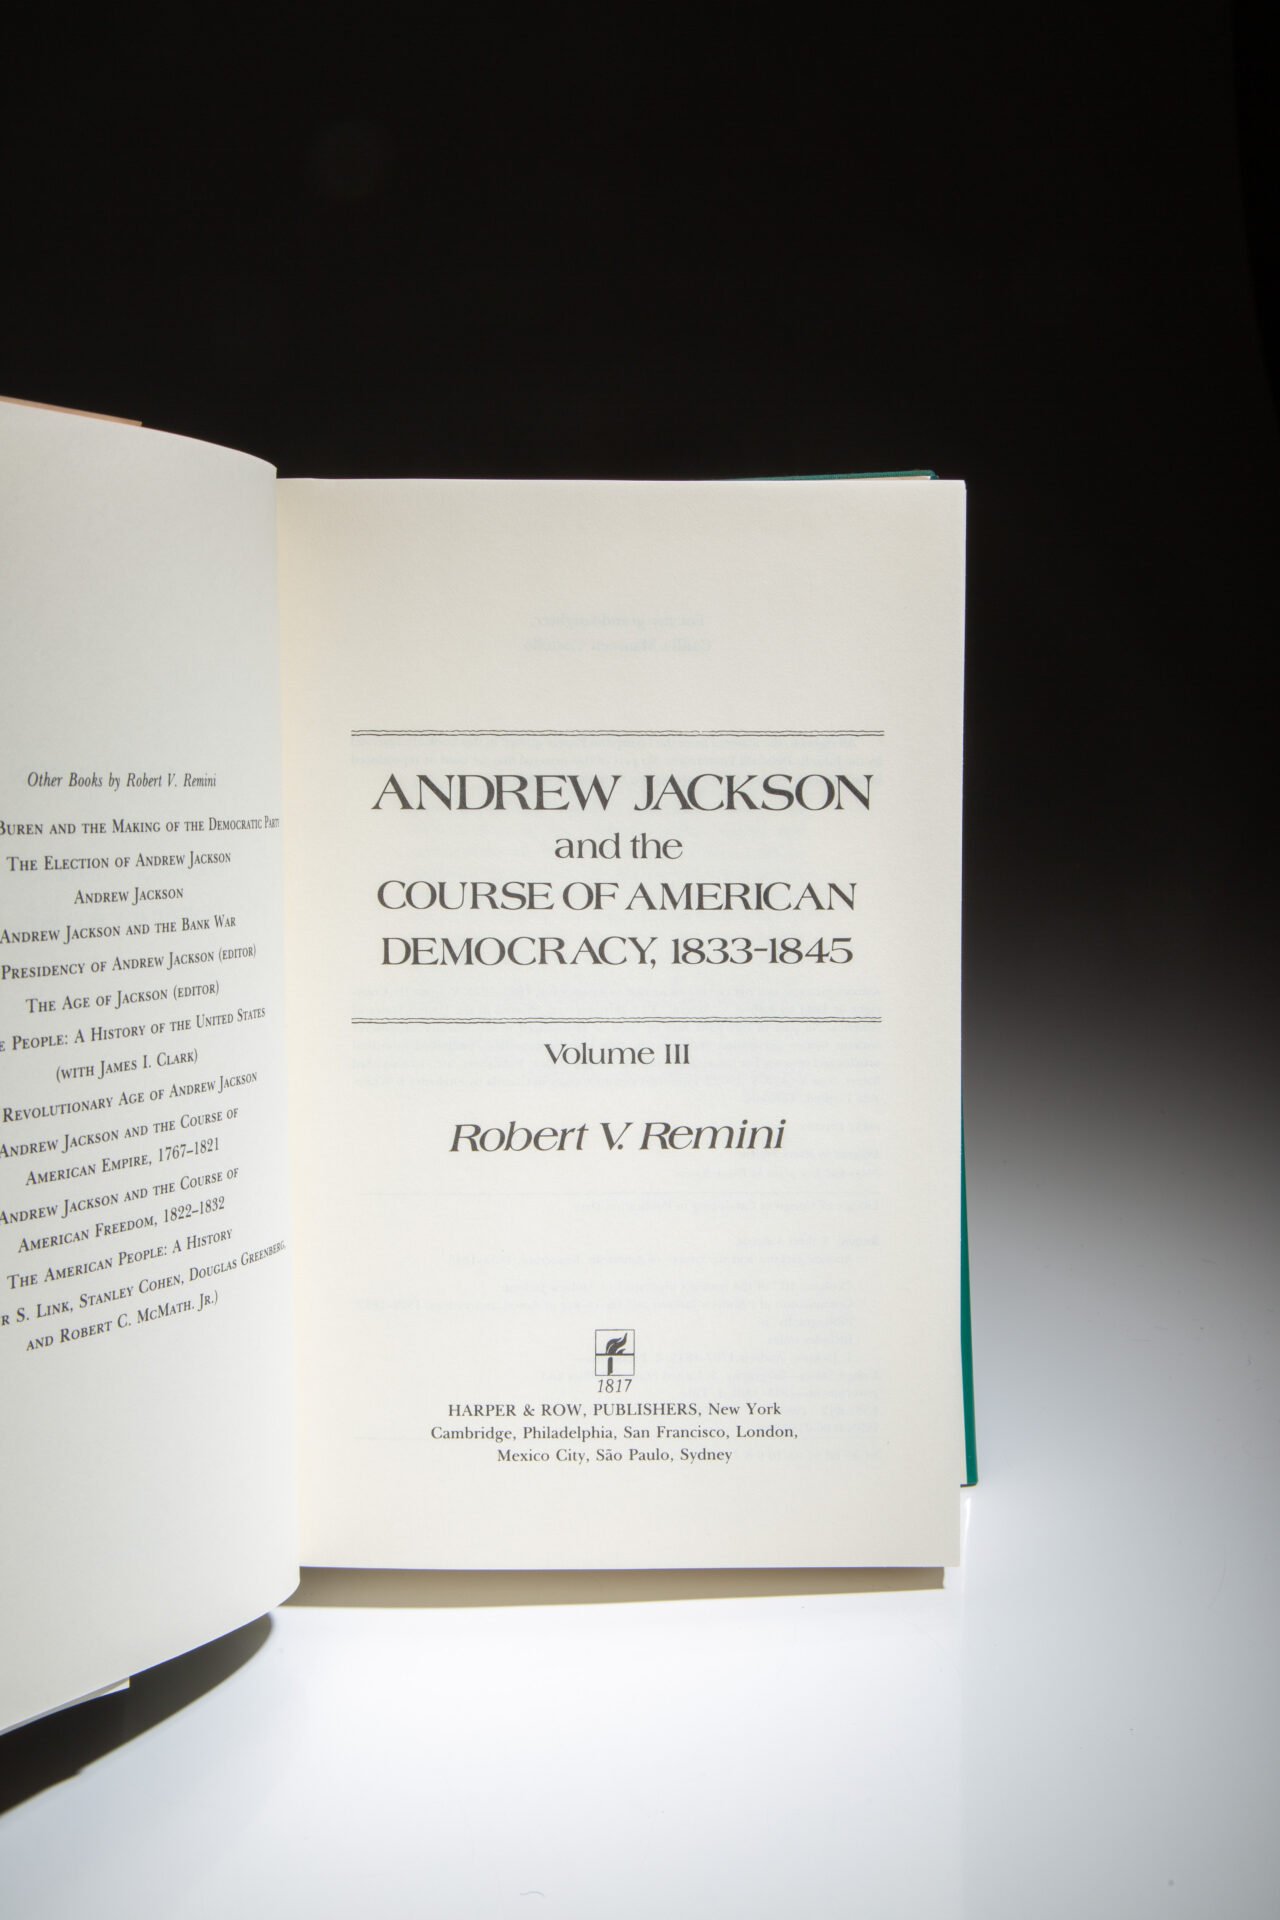 Other Books by Robert V. Remini
Buren and the Making of the Democratic
The Election of Andrew Jackson
Andrew Jackson
Andrew Jackson and the Bank War
Presidency of Andrew Jackson (editor)
The Age of Jackson (editor)
People: A History of the United States
(with James I. Clark)
Revolutionary Age of Andrew Jackson
Andrew Jackson and the Course of
American Empire, 1767–1821
Andrew Jackson and the Course of
American Freedom, 1822–1832
The American People: A History
S. Link, Stanley Cohen, Douglas Greenberg,
and Robert C. McMath, Jr.)
ANDREW JACKSON
and the
COURSE OF AMERICAN
DEMOCRACY, 1833-1845
Volume III
Robert V. Remini
1817
HARPER & ROW, PUBLISHERS, New York
Cambridge, Philadelphia, San Francisco, London,
Mexico City, São Paulo, Sydney